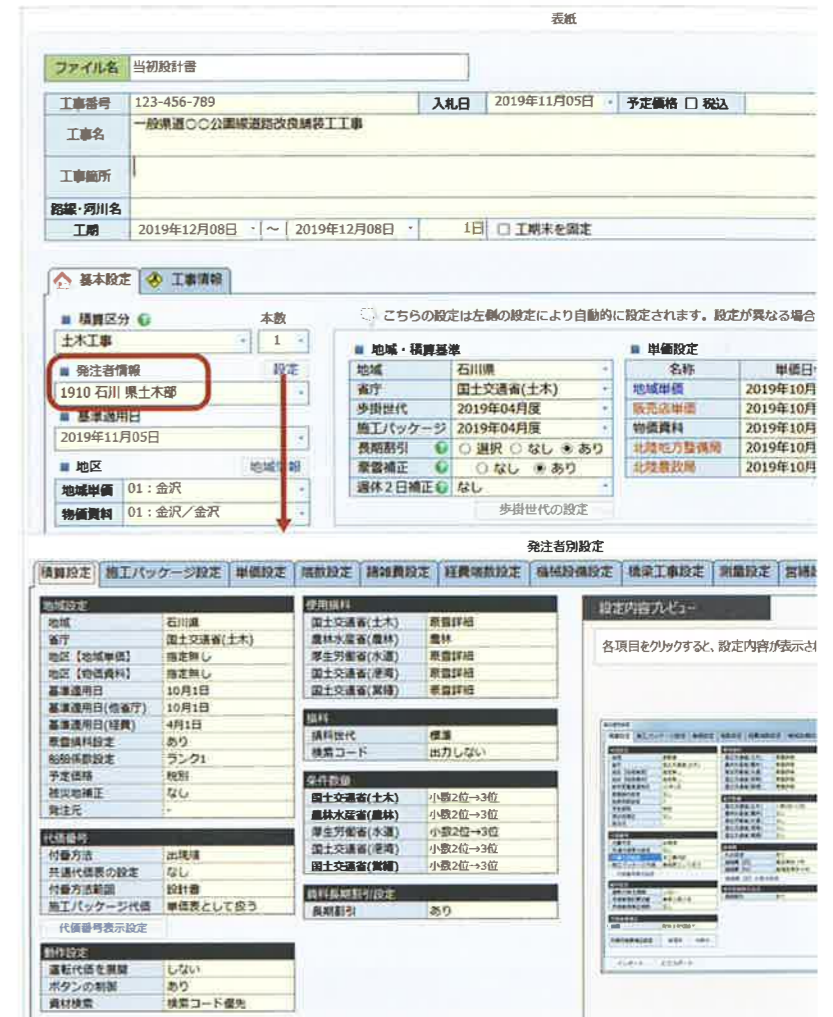 表紙
ファイル名 当初設計書
工事番号 123-456-789 入札日 2019年11月05日 予定価格 □ 税込
工事名 一般県道〇〇公園線道路改良舗装工工事
工事箇所
路線・河川名
工期 2019年12月08日 ～ 2019年12月08日 1日 □ 工期末を固定
基本設定 工事情報
■ 積算区分 本数
土木工事 1
■ 発注者情報 設定
1910 石川 県土木部
■ 基準適用日
2019年11月05日
■ 地区 地域情報
地域単価 01：金沢
物価資料 01：金沢／金沢
こちらの設定は左側の設定により自動的に設定されます。設定が異なる場合
■ 地域・積算基準
地域 石川県
省庁 国土交通省(土木)
歩掛世代 2019年04月度
施工パッケージ 2019年04月度
長期割引 ○ 選択 ○ なし ◉ あり
豪雪補正 ○ なし ◉ あり
週休2日補正 なし
歩掛世代の設定
■ 単価設定
名称 単価日
地域単価 2019年10月
販売店単価 2019年10月
物価資料 2019年10月
北陸地方整備局 2019年10月
北陸農政局 2019年10月
発注者別設定
積算設定 施工パッケージ設定 単価設定 端数設定 諸雑費設定 経費端数設定 機械設備設定 橋梁工事設定 測量設定 営繕
地域設定
地域 石川県
省庁 国土交通省(土木)
地区【地域単価】 指定無し
地区【物価資料】 指定無し
基準適用日 10月1日
基準適用日(他省庁) 10月1日
基準適用日(経費) 4月1日
豪雪損料設定 あり
船舶係数設定 ランク1
予定価格 税別
被災地補正 なし
発注元 -
代価番号
付番方法 出現順
共通代価表の設定 なし
付番方法範囲 設計書
施工パッケージ代価 単価表として扱う
代価番号表示設定
動作設定
運転代価を展開 しない
ボタンの制御 あり
資材検索 検索コード優先
使用損料
国土交通省(土木) 豪雪詳細
農林水産省(農林) 農林
厚生労働省(水道) 豪雪詳細
国土交通省(港湾) 豪雪詳細
国土交通省(営繕) 豪雪詳細
損料
損料世代 標準
検索コード 出力しない
条件数量
国土交通省(土木) 小数2位→3位
農林水産省(農林) 小数2位→3位
厚生労働省(水道) 小数2位→3位
国土交通省(港湾) 小数2位→3位
国土交通省(営繕) 小数2位→3位
資料長期割引設定
長期割引 あり
設定内容プレビュー
各項目をクリックすると、設定内容が表示さ